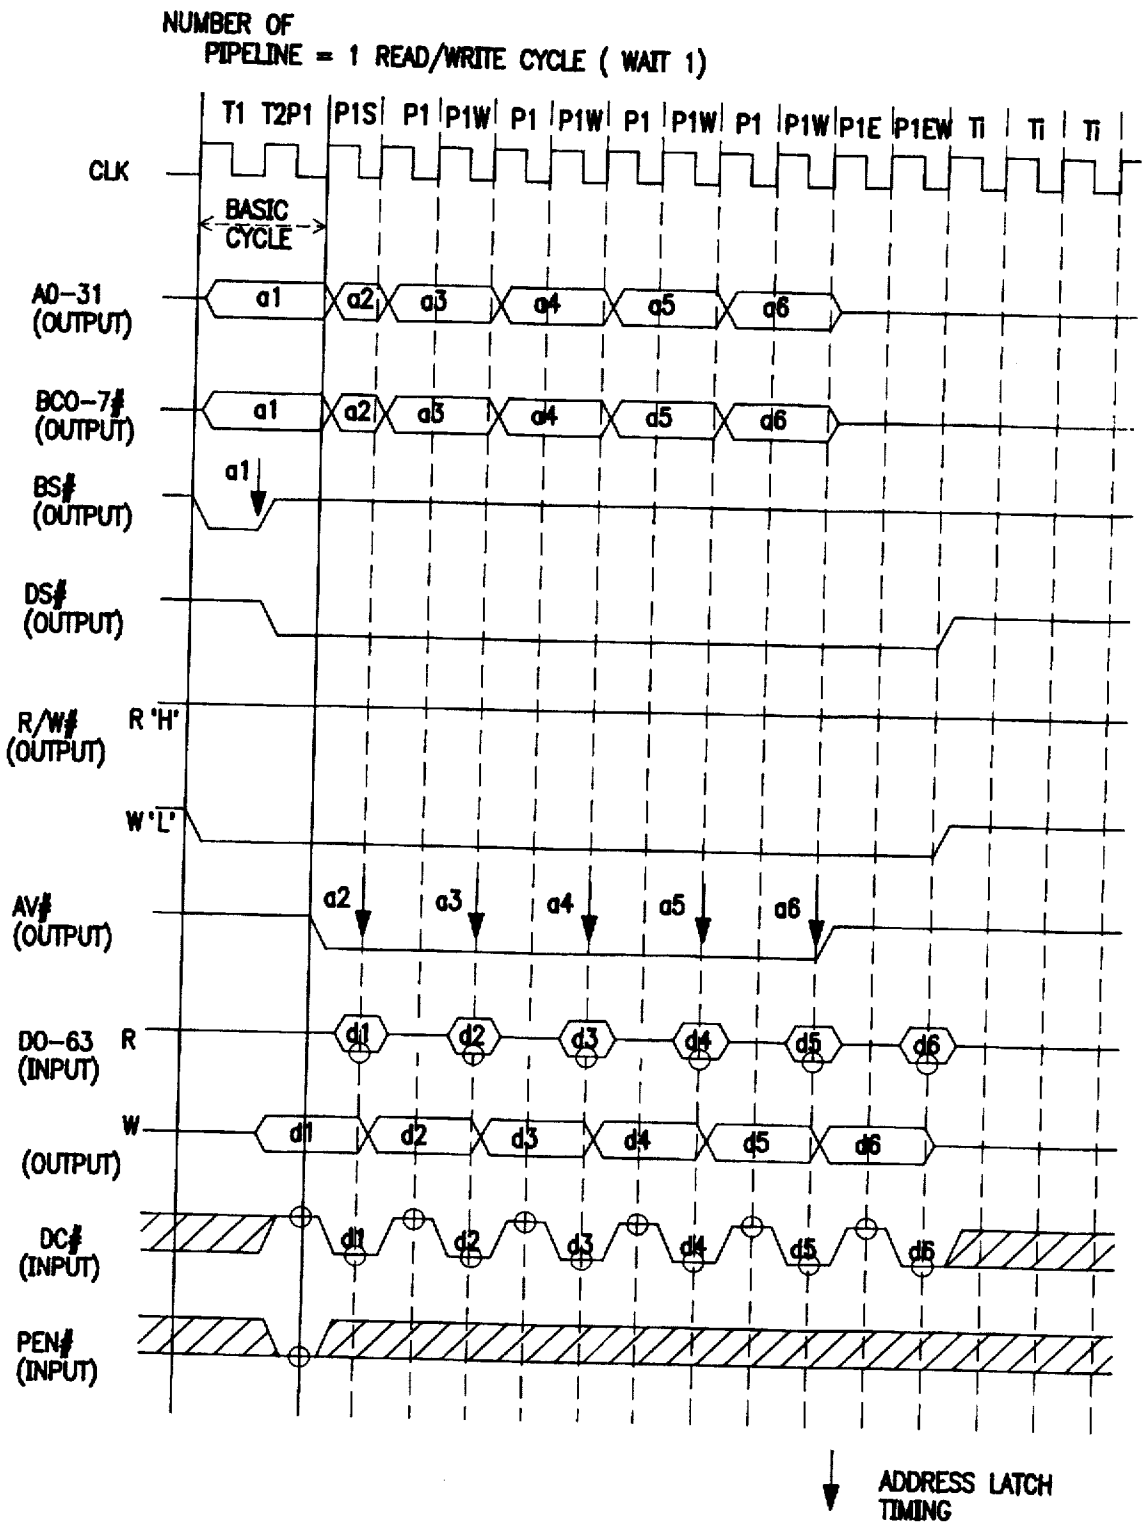 NUMBER OF
PIPELINE = 1 READ/WRITE CYCLE ( WAIT 1)
T1 T2P1 P1S P1 P1W P1 P1W P1 P1W P1 P1W P1E P1EW Ti Ti Ti
CLK
BASIC
CYCLE
A0-31
(OUTPUT)
a1 a2 a3 a4 a5 a6
BC0-7#
(OUTPUT)
a1 a2 a3 a4 a5 a6
BS#
(OUTPUT)
a1
DS#
(OUTPUT)
R/W#
(OUTPUT)
R 'H'
W 'L'
AV#
(OUTPUT)
a2 a3 a4 a5 a6
D0-63 R
(INPUT)
d1 d2 d3 d4 d5 d6
W
(OUTPUT)
d1 d2 d3 d4 d5 d6
DC#
(INPUT)
d1 d2 d3 d4 d5 d6
PEN#
(INPUT)
ADDRESS LATCH
TIMING